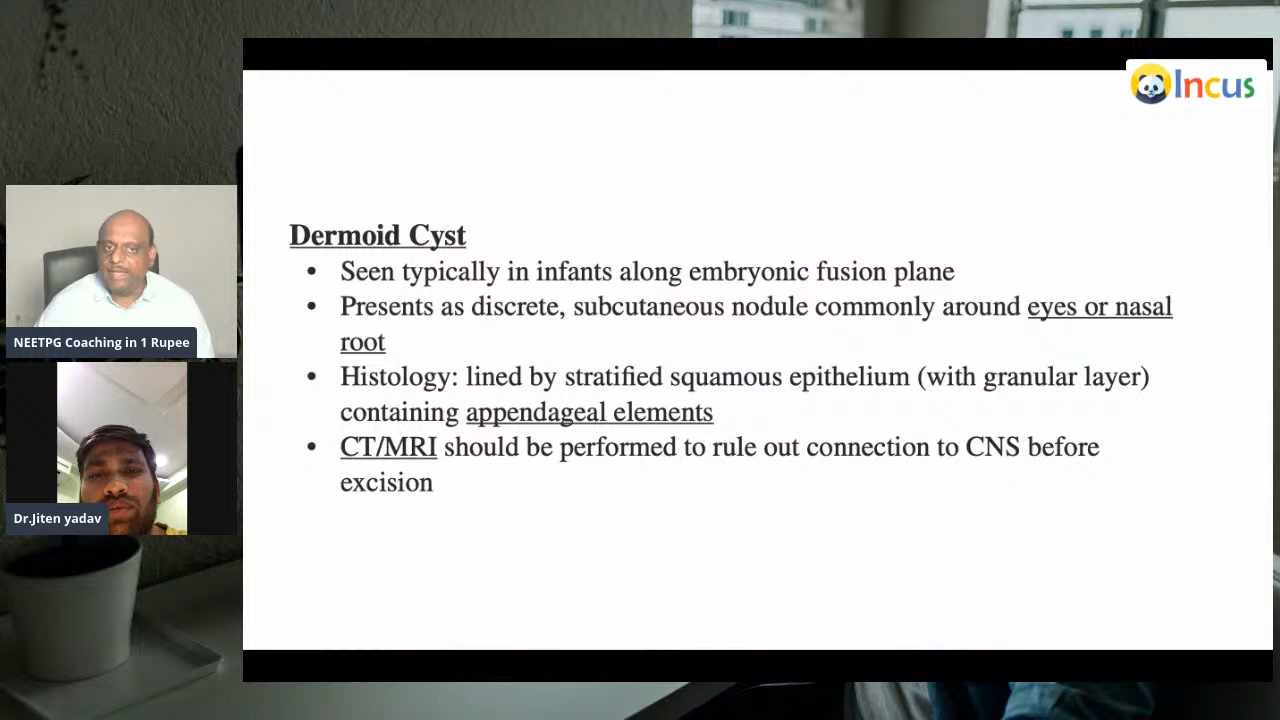 Incus
Dermoid Cyst
• Seen typically in infants along embryonic fusion plane
• Presents as discrete, subcutaneous nodule commonly around eyes or nasal
root
• Histology: lined by stratified squamous epithelium (with granular layer)
containing appendageal elements
• CT/MRI should be performed to rule out connection to CNS before
excision
NEETPG Coaching in 1 Rupee
Dr.Jiten yadav